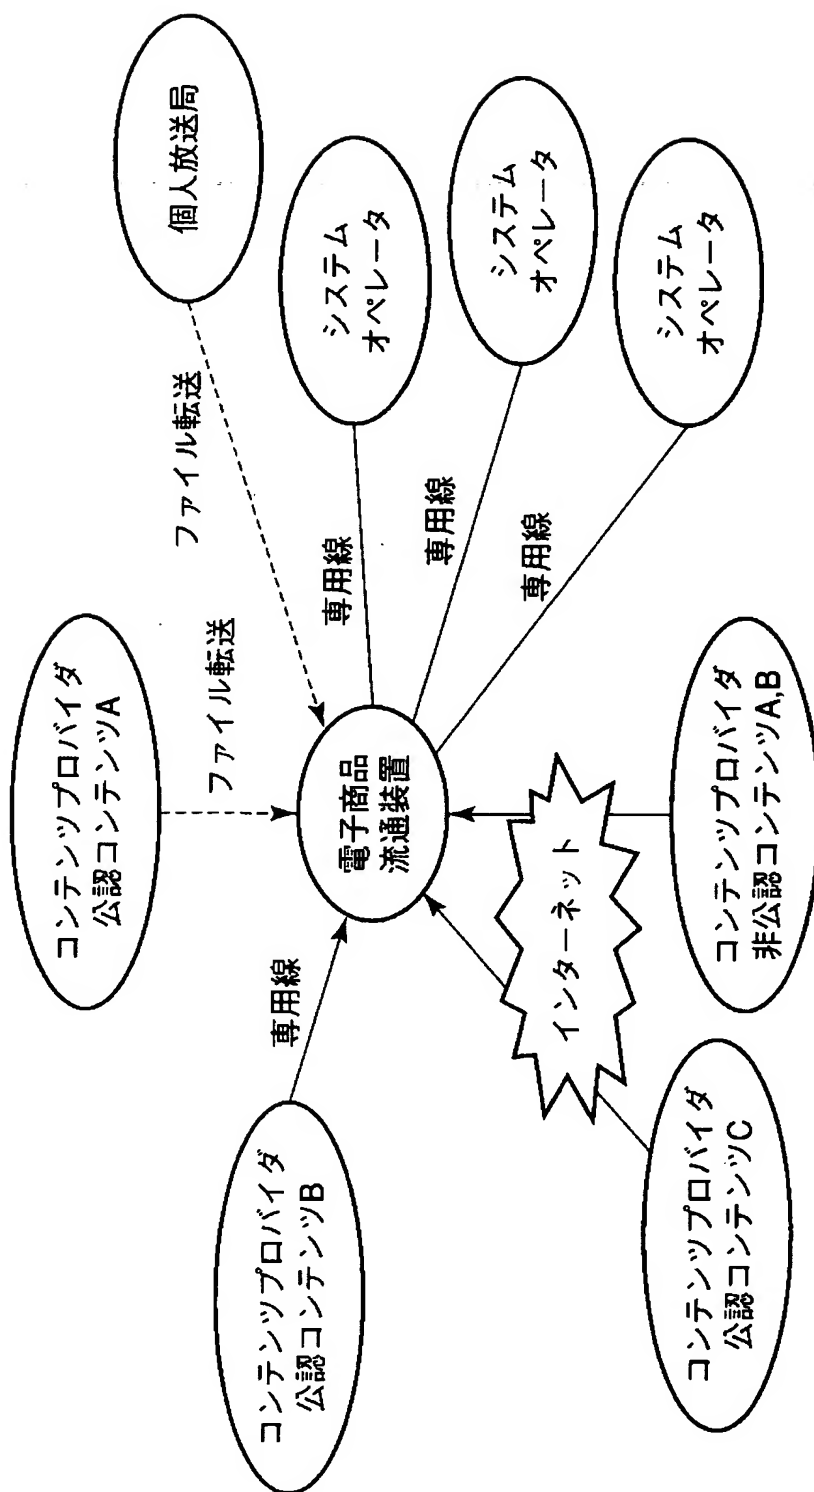 コンテンツプロバイダ
公認コンテンツB
専用線
コンテンツプロバイダ
公認コンテンツA
ファイル転送
ファイル転送
個人放送局
電子商品
流通装置
専用線
システム
オペレータ
専用線
システム
オペレータ
専用線
システム
オペレータ
インターネット
コンテンツプロバイダ
公認コンテンツC
コンテンツプロバイダ
非公認コンテンツA,B